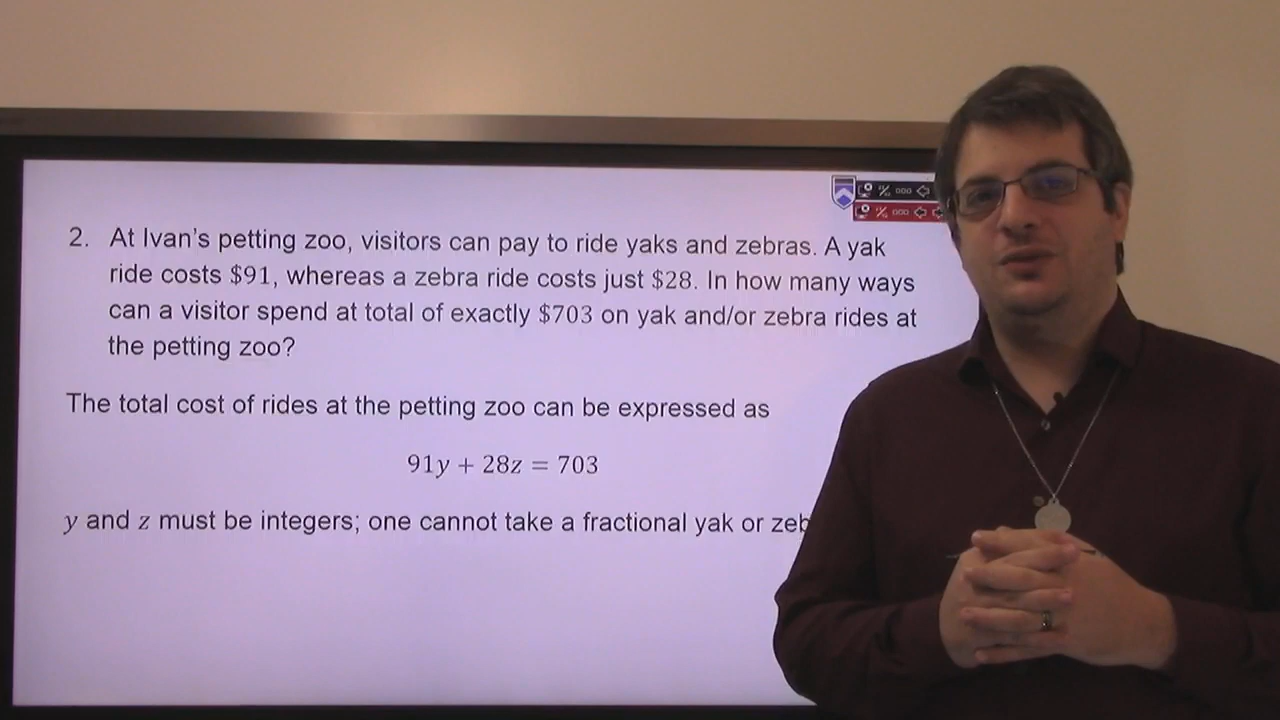 2. At Ivan's petting zoo, visitors can pay to ride yaks and zebras. A yak
ride costs $91, whereas a zebra ride costs just $28. In how many ways
can a visitor spend at total of exactly $703 on yak and/or zebra rides at
the petting zoo?
The total cost of rides at the petting zoo can be expressed as
91y + 28z = 703
y and z must be integers; one cannot take a fractional yak or zeb